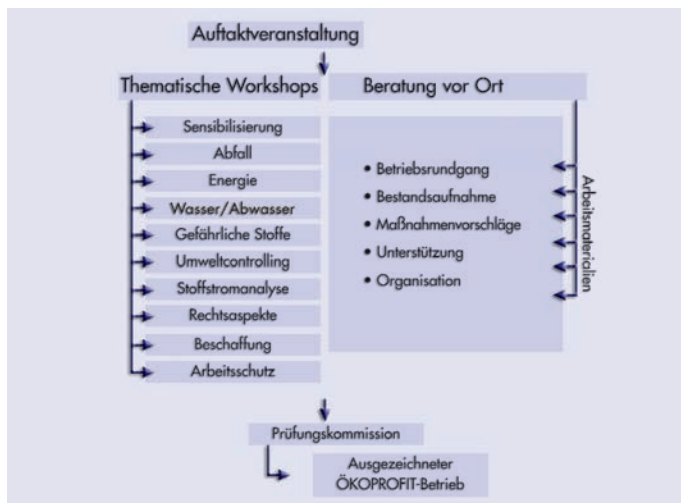 Auftaktveranstaltung
Thematische Workshops
Sensibilisierung
Abfall
Energie
Wasser/Abwasser
Gefährliche Stoffe
Umweltcontrolling
Stoffstromanalyse
Rechtsaspekte
Beschaffung
Arbeitsschutz
Beratung vor Ort
• Betriebsrundgang
• Bestandsaufnahme
• Maßnahmenvorschläge
• Unterstützung
• Organisation
Arbeitsmaterialien
Prüfungskommission
Ausgezeichneter
ÖKOPROFIT-Betrieb